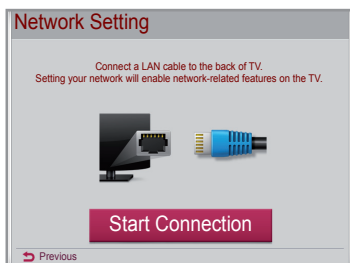 Network Setting
Connect a LAN cable to the back of TV.
Setting your network will enable network-related features on the TV.
Start Connection
Previous